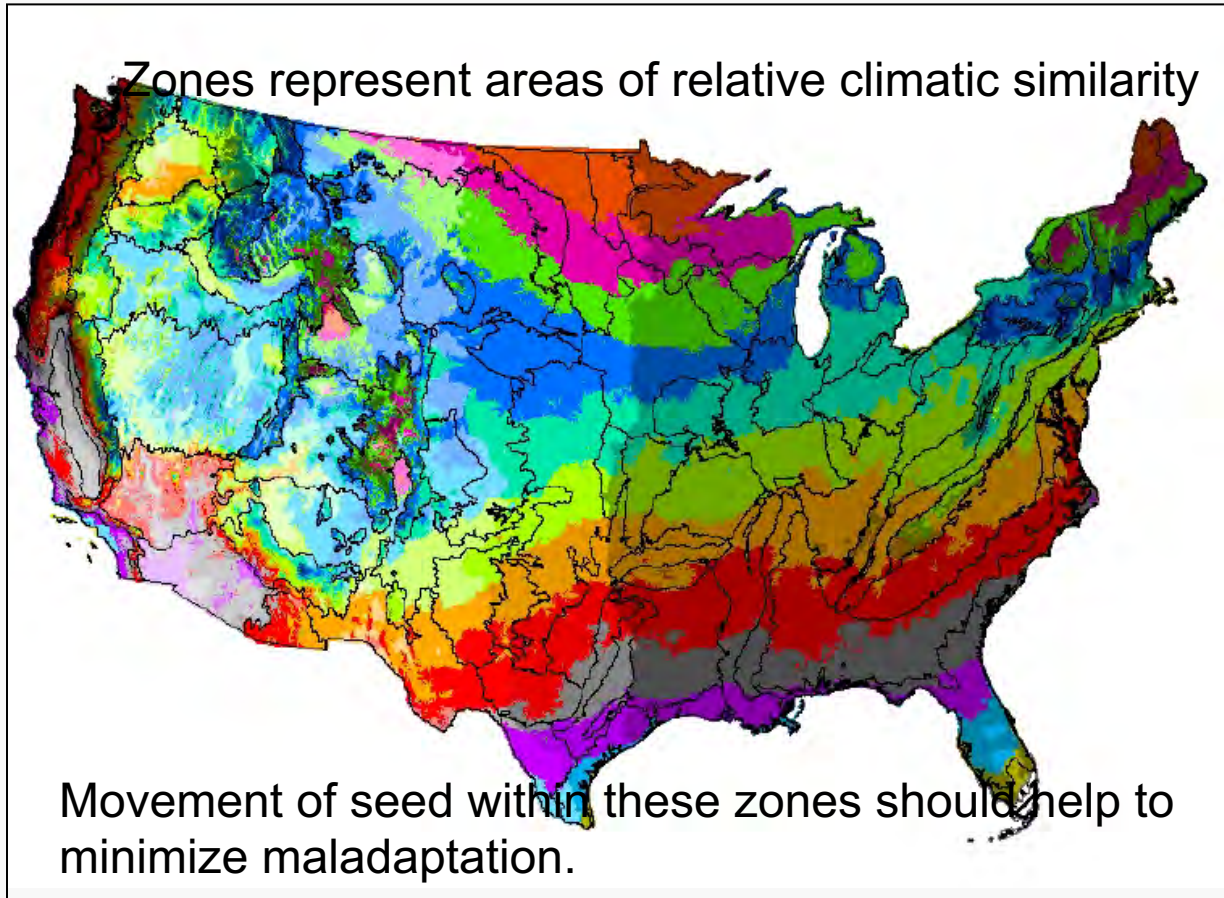 Zones represent areas of relative climatic similarity
Movement of seed within these zones should help to
minimize maladaptation.